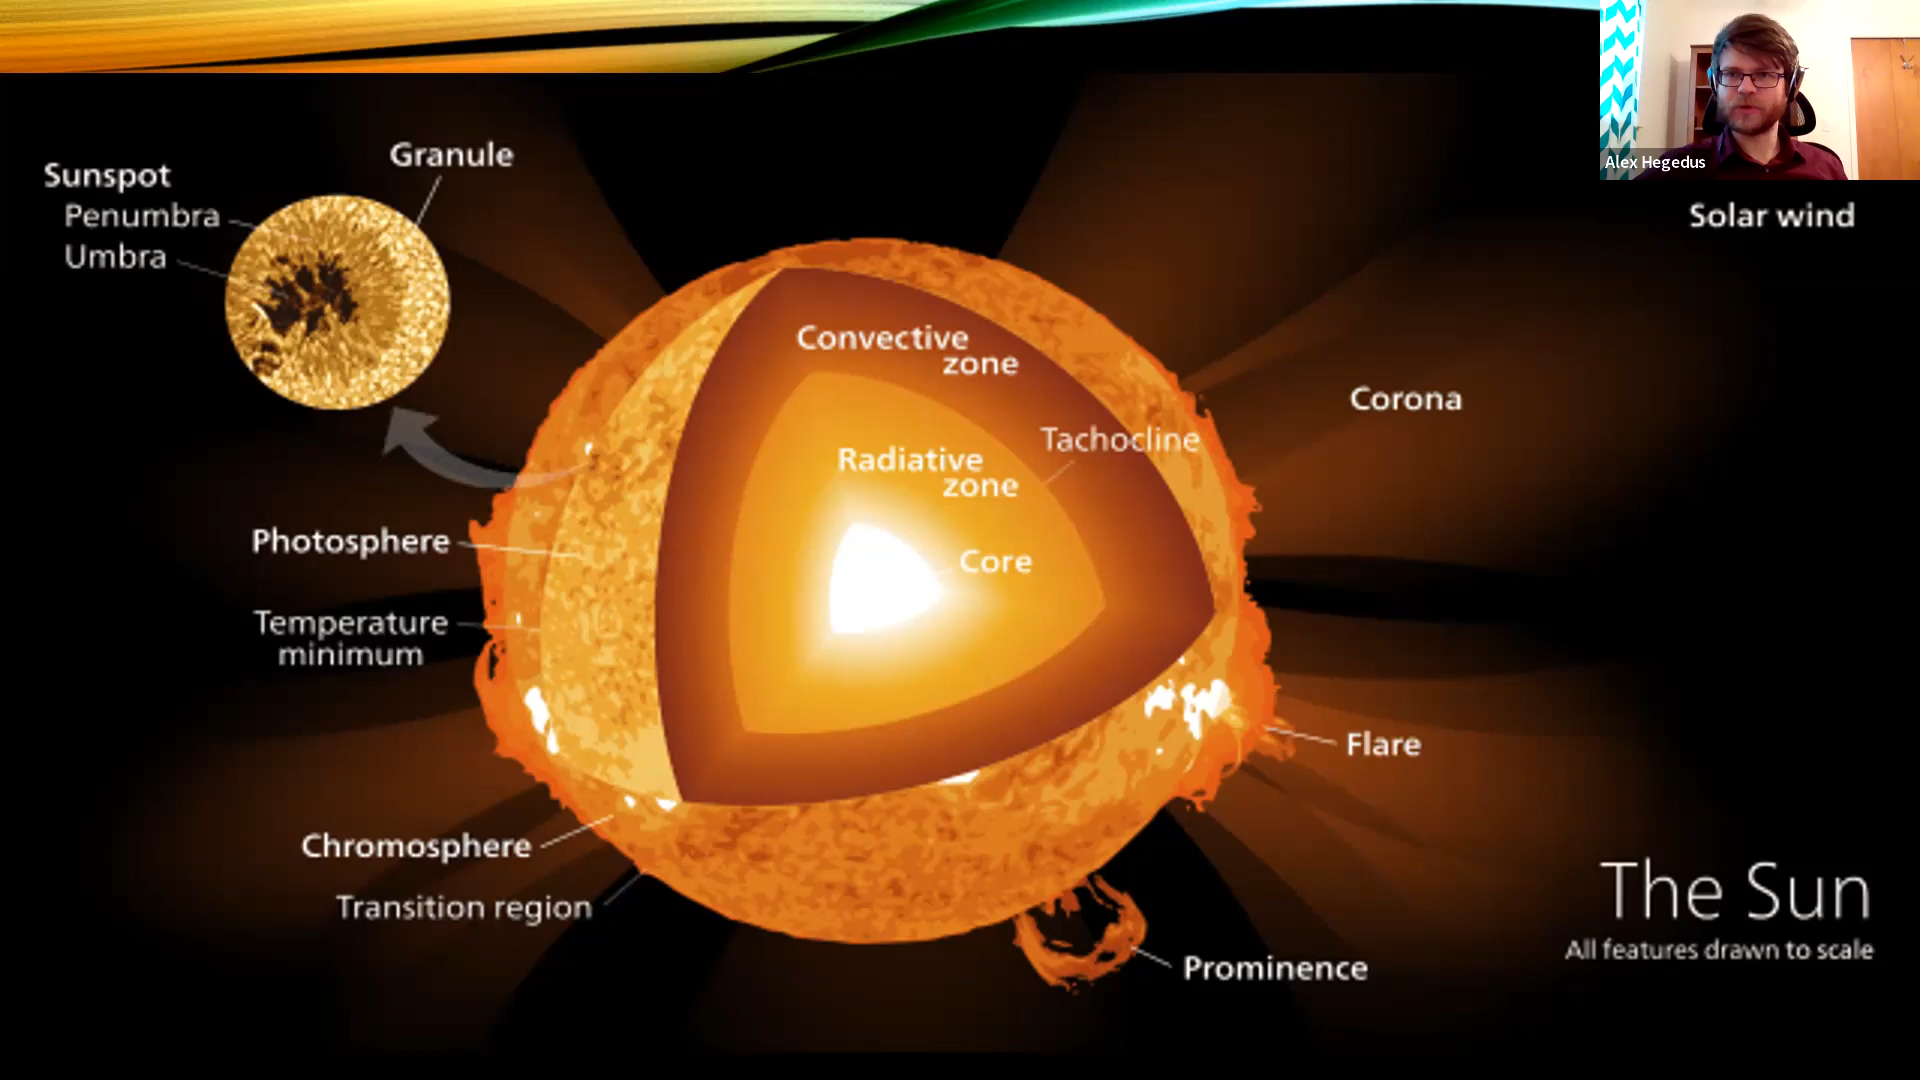 Alex Hegedus
Solar wind
Granule
Sunspot
Penumbra
Umbra
Convective
zone
Corona
Tachocline
Radiative
zone
Photosphere
Core
Temperature
minimum
Flare
Chromosphere
Transition region
The Sun
All features drawn to scale
Prominence